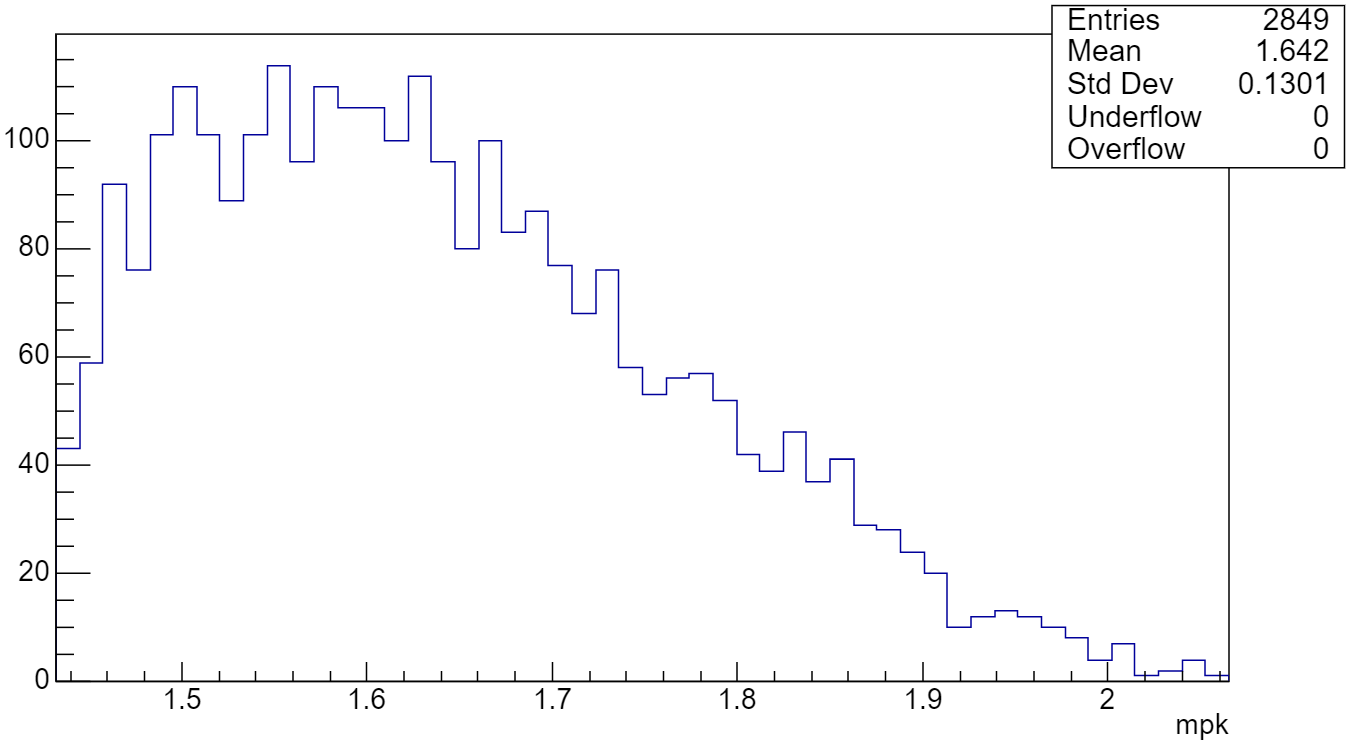 Entries 2849
Mean 1.642
Std Dev 0.1301
Underflow 0
Overflow 0
100
80
60
40
20
0
1.5 1.6 1.7 1.8 1.9 2
mpk